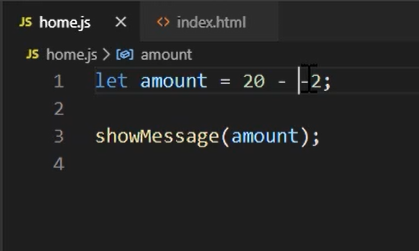 JS home.js × <> index.html
JS home.js > amount
1 let amount = 20 - -2;
2
3 showMessage(amount);
4